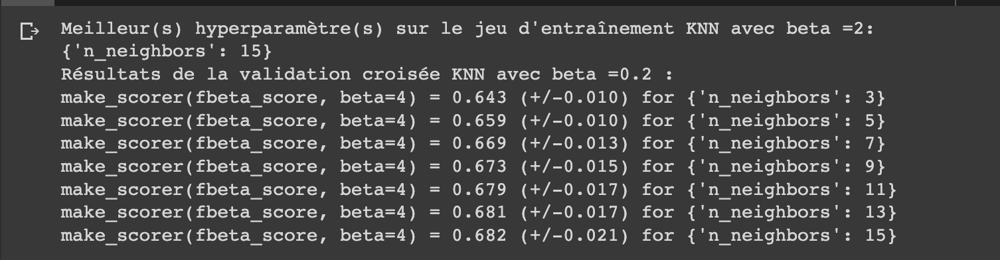 Meilleur(s) hyperparamètre(s) sur le jeu d'entraînement KNN avec beta =2:
{'n_neighbors': 15}
Résultats de la validation croisée KNN avec beta =0.2 :
make_scorer(fbeta_score, beta=4) = 0.643 (+/-0.010) for {'n_neighbors': 3}
make_scorer(fbeta_score, beta=4) = 0.659 (+/-0.010) for {'n_neighbors': 5}
make_scorer(fbeta_score, beta=4) = 0.669 (+/-0.013) for {'n_neighbors': 7}
make_scorer(fbeta_score, beta=4) = 0.673 (+/-0.015) for {'n_neighbors': 9}
make_scorer(fbeta_score, beta=4) = 0.679 (+/-0.017) for {'n_neighbors': 11}
make_scorer(fbeta_score, beta=4) = 0.681 (+/-0.017) for {'n_neighbors': 13}
make_scorer(fbeta_score, beta=4) = 0.682 (+/-0.021) for {'n_neighbors': 15}